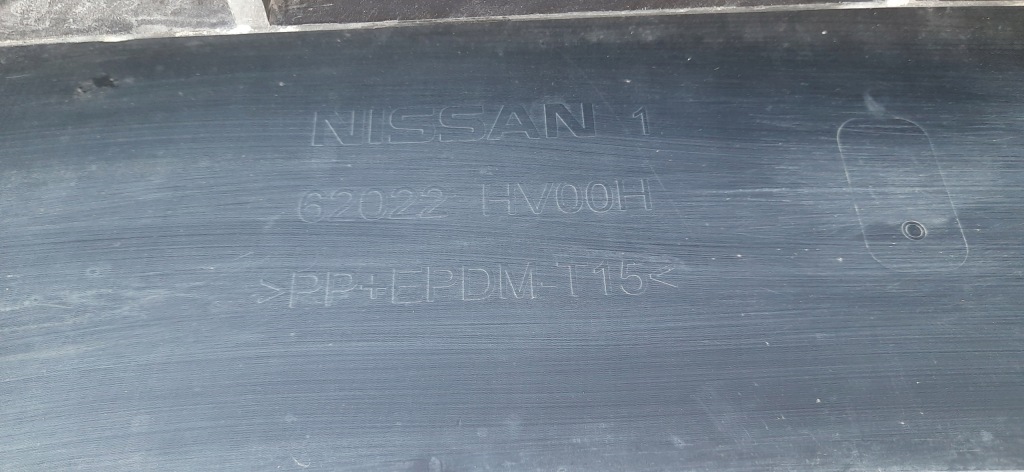 NISSAN 1
62022 HV00H
>PP+EPDM-T15<